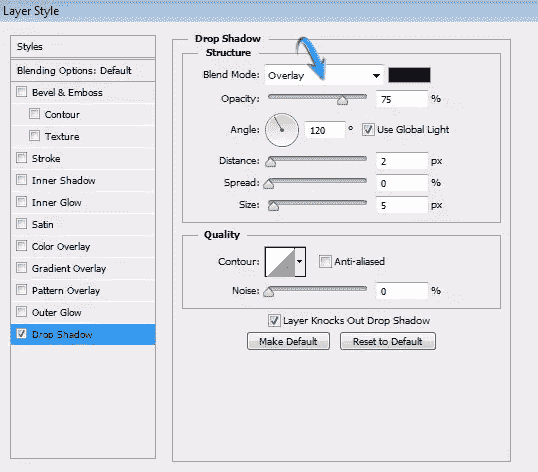 Layer Style
Styles
Blending Options: Default
Bevel & Emboss
Contour
Texture
Stroke
Inner Shadow
Inner Glow
Satin
Color Overlay
Gradient Overlay
Pattern Overlay
Outer Glow
Drop Shadow
Drop Shadow
Structure
Blend Mode: Overlay
Opacity: 75 %
Angle: 120 ° Use Global Light
Distance: 2 px
Spread: 0 %
Size: 5 px
Quality
Contour: Anti-aliased
Noise: 0 %
Layer Knocks Out Drop Shadow
Make Default Reset to Default